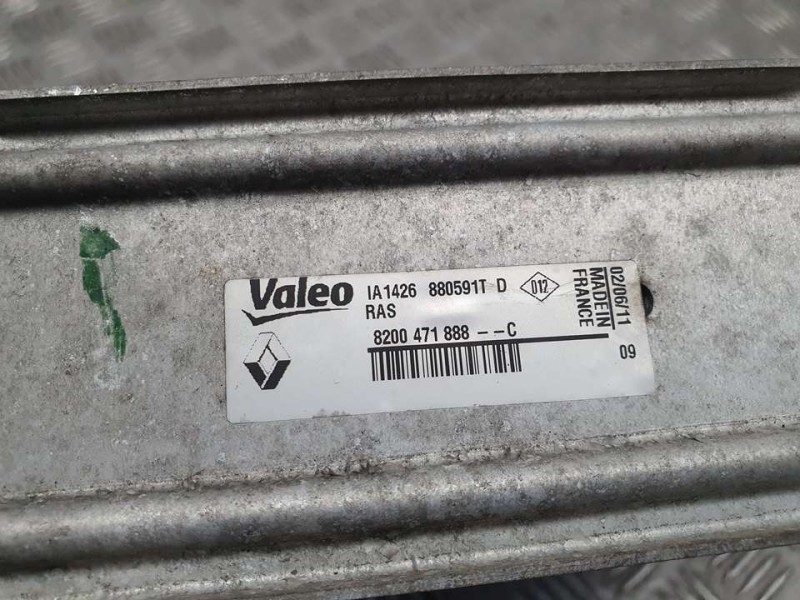 Valeo IA1426 880591T D 012
RAS
8200 471 888 --C
02/06/11
MADE IN
FRANCE
09